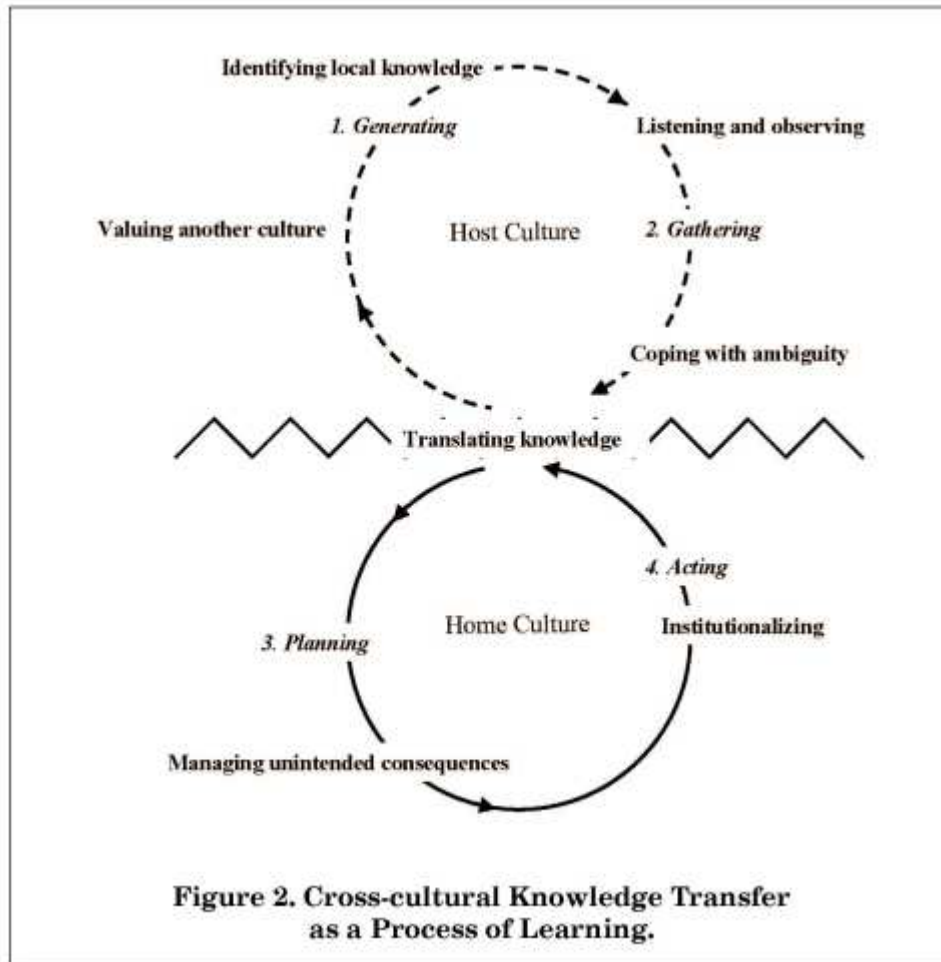 Identifying local knowledge
1. Generating
Listening and observing
Valuing another culture
Host Culture
2. Gathering
Coping with ambiguity
Translating knowledge
4. Acting
Home Culture
Institutionalizing
3. Planning
Managing unintended consequences
Figure 2. Cross-cultural Knowledge Transfer
as a Process of Learning.